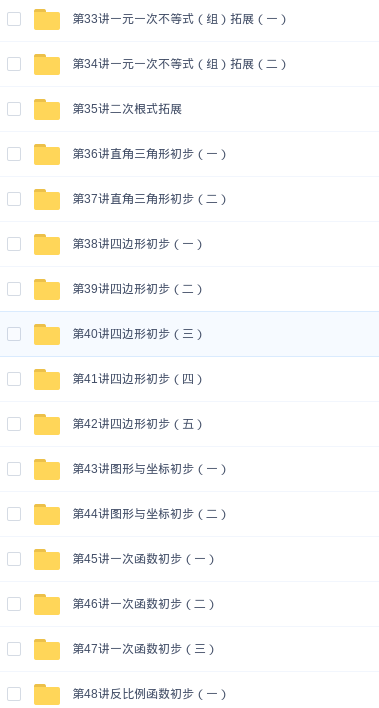 第33讲一元一次不等式（组）拓展（一）
第34讲一元一次不等式（组）拓展（二）
第35讲二次根式拓展
第36讲直角三角形初步（一）
第37讲直角三角形初步（二）
第38讲四边形初步（一）
第39讲四边形初步（二）
第40讲四边形初步（三）
第41讲四边形初步（四）
第42讲四边形初步（五）
第43讲图形与坐标初步（一）
第44讲图形与坐标初步（二）
第45讲一次函数初步（一）
第46讲一次函数初步（二）
第47讲一次函数初步（三）
第48讲反比例函数初步（一）